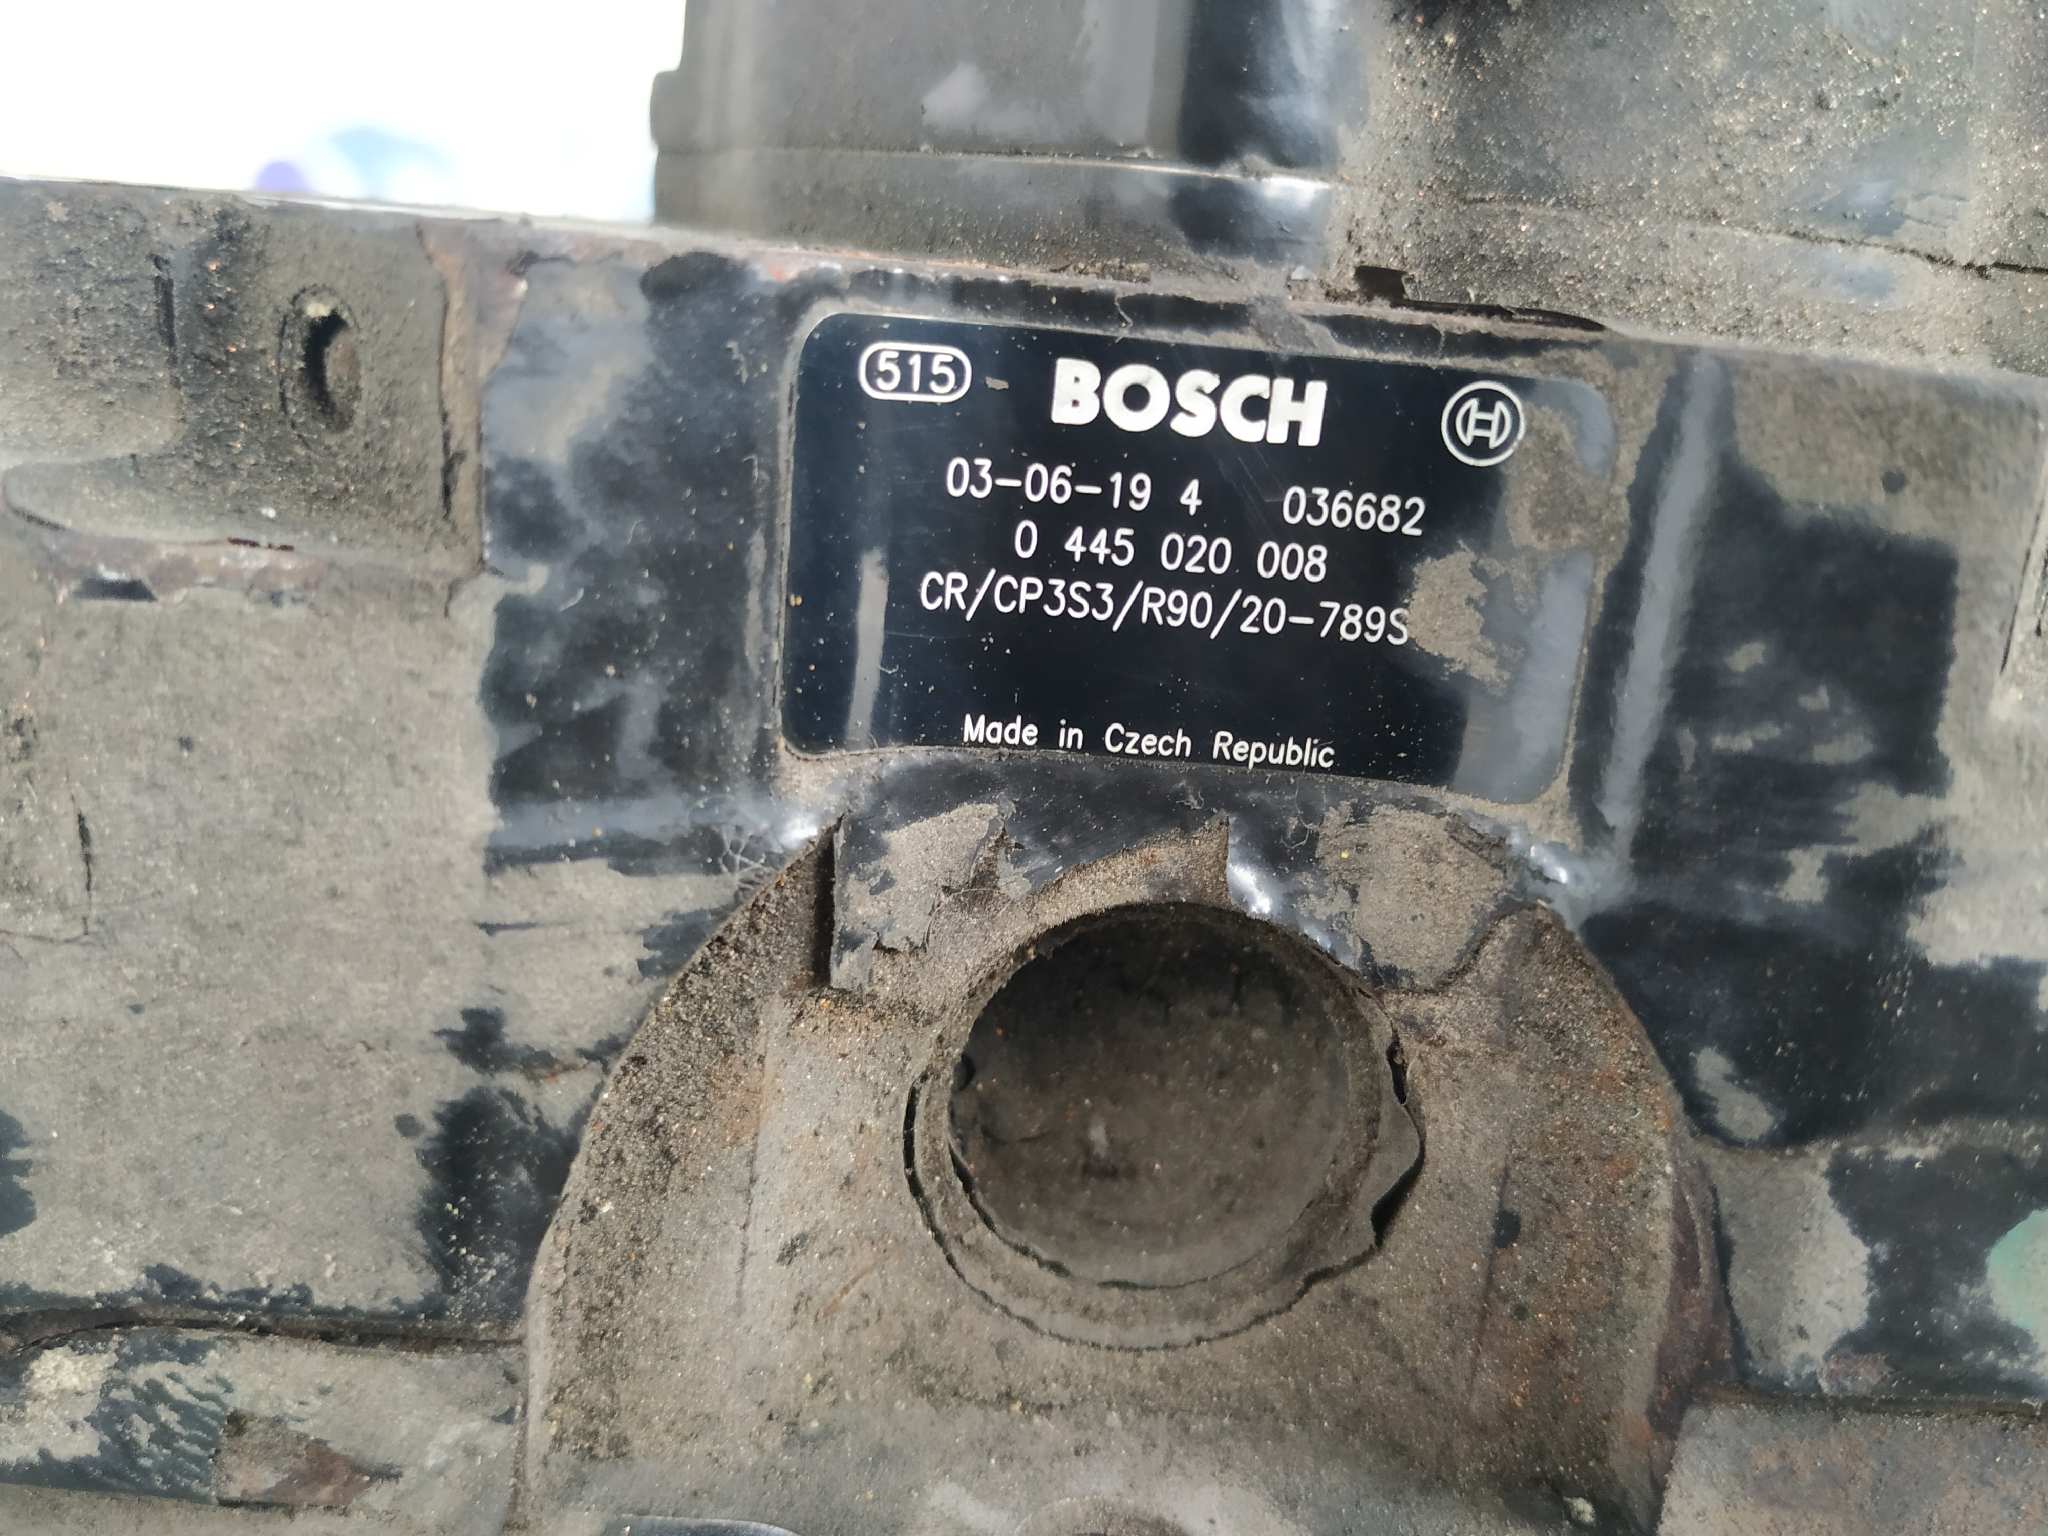 515 BOSCH
03-06-19 4 036682
0 445 020 008
CR/CP3S3/R90/20-789S
Made in Czech Republic